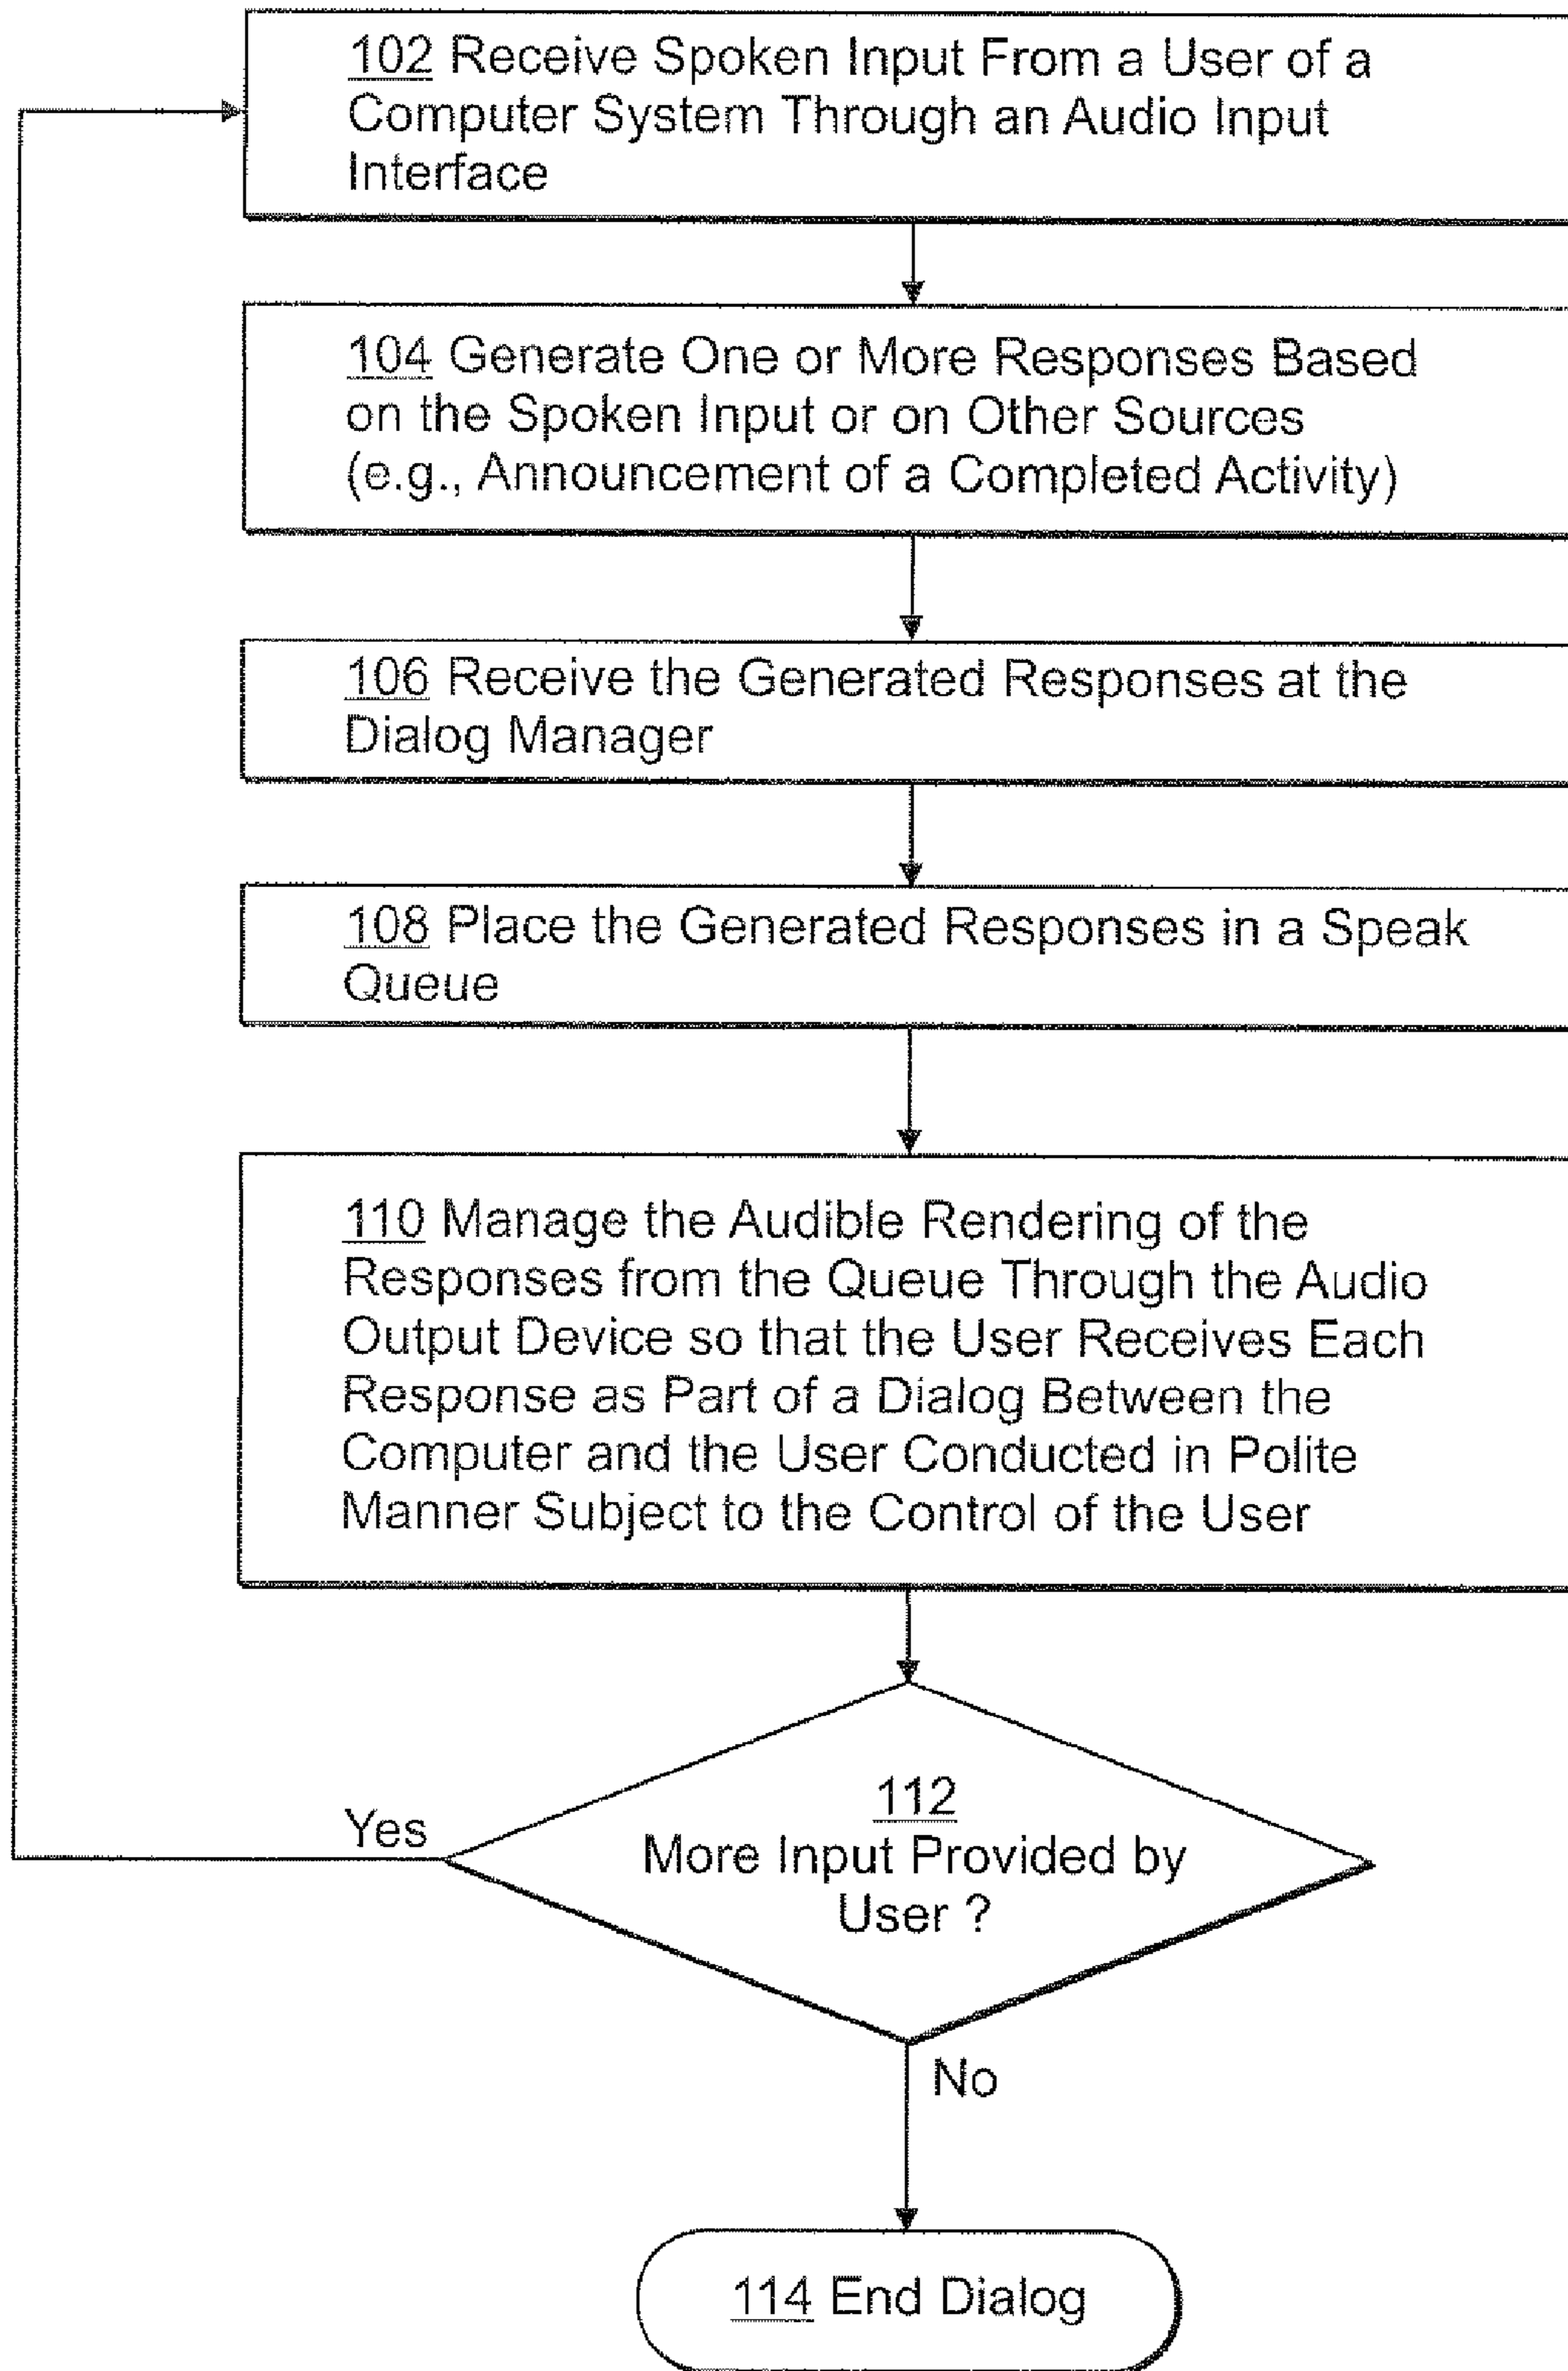 102 Receive Spoken Input From a User of a
Computer System Through an Audio Input
Interface
104 Generate One or More Responses Based
on the Spoken Input or on Other Sources
(e.g., Announcement of a Completed Activity)
106 Receive the Generated Responses at the
Dialog Manager
108 Place the Generated Responses in a Speak
Queue
110 Manage the Audible Rendering of the
Responses from the Queue Through the Audio
Output Device so that the User Receives Each
Response as Part of a Dialog Between the
Computer and the User Conducted in Polite
Manner Subject to the Control of the User
Yes
112
More Input Provided by
User ?
No
114 End Dialog